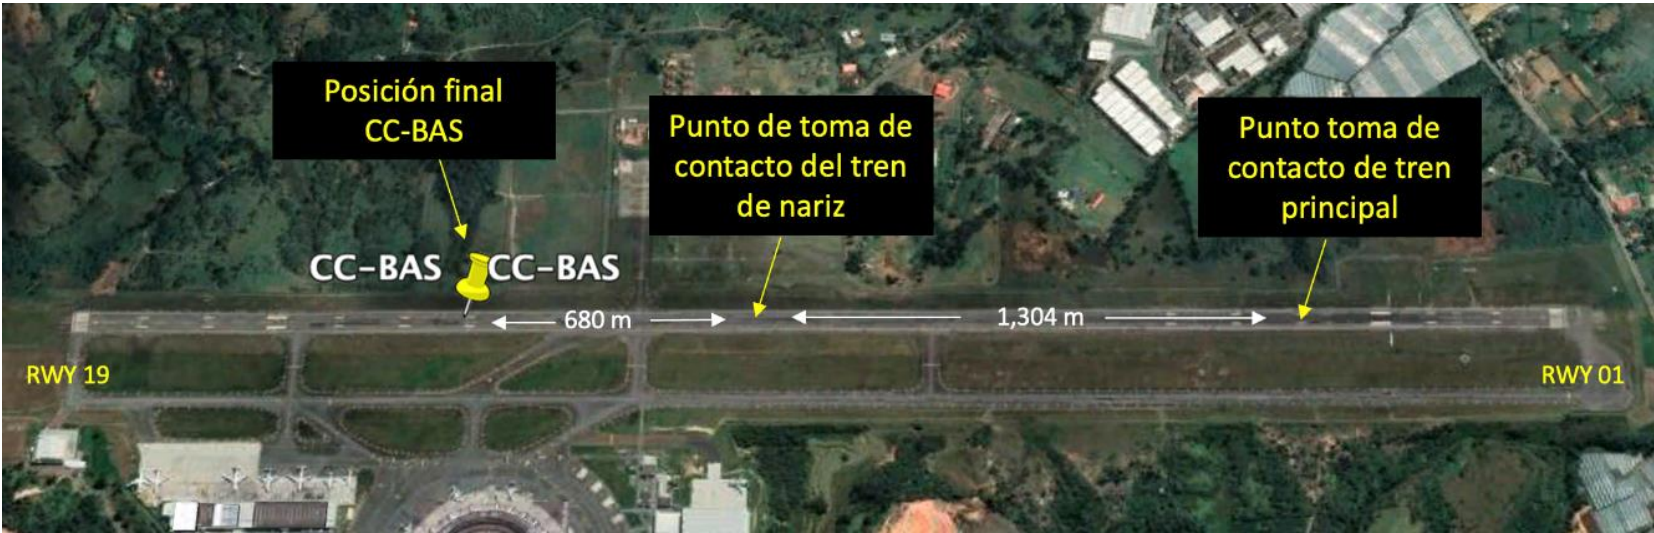 Posición final
CC-BAS
Punto de toma de
contacto del tren
de nariz
Punto toma de
contacto de tren
principal
CC-BAS CC-BAS
680 m
1,304 m
RWY 19
RWY 01